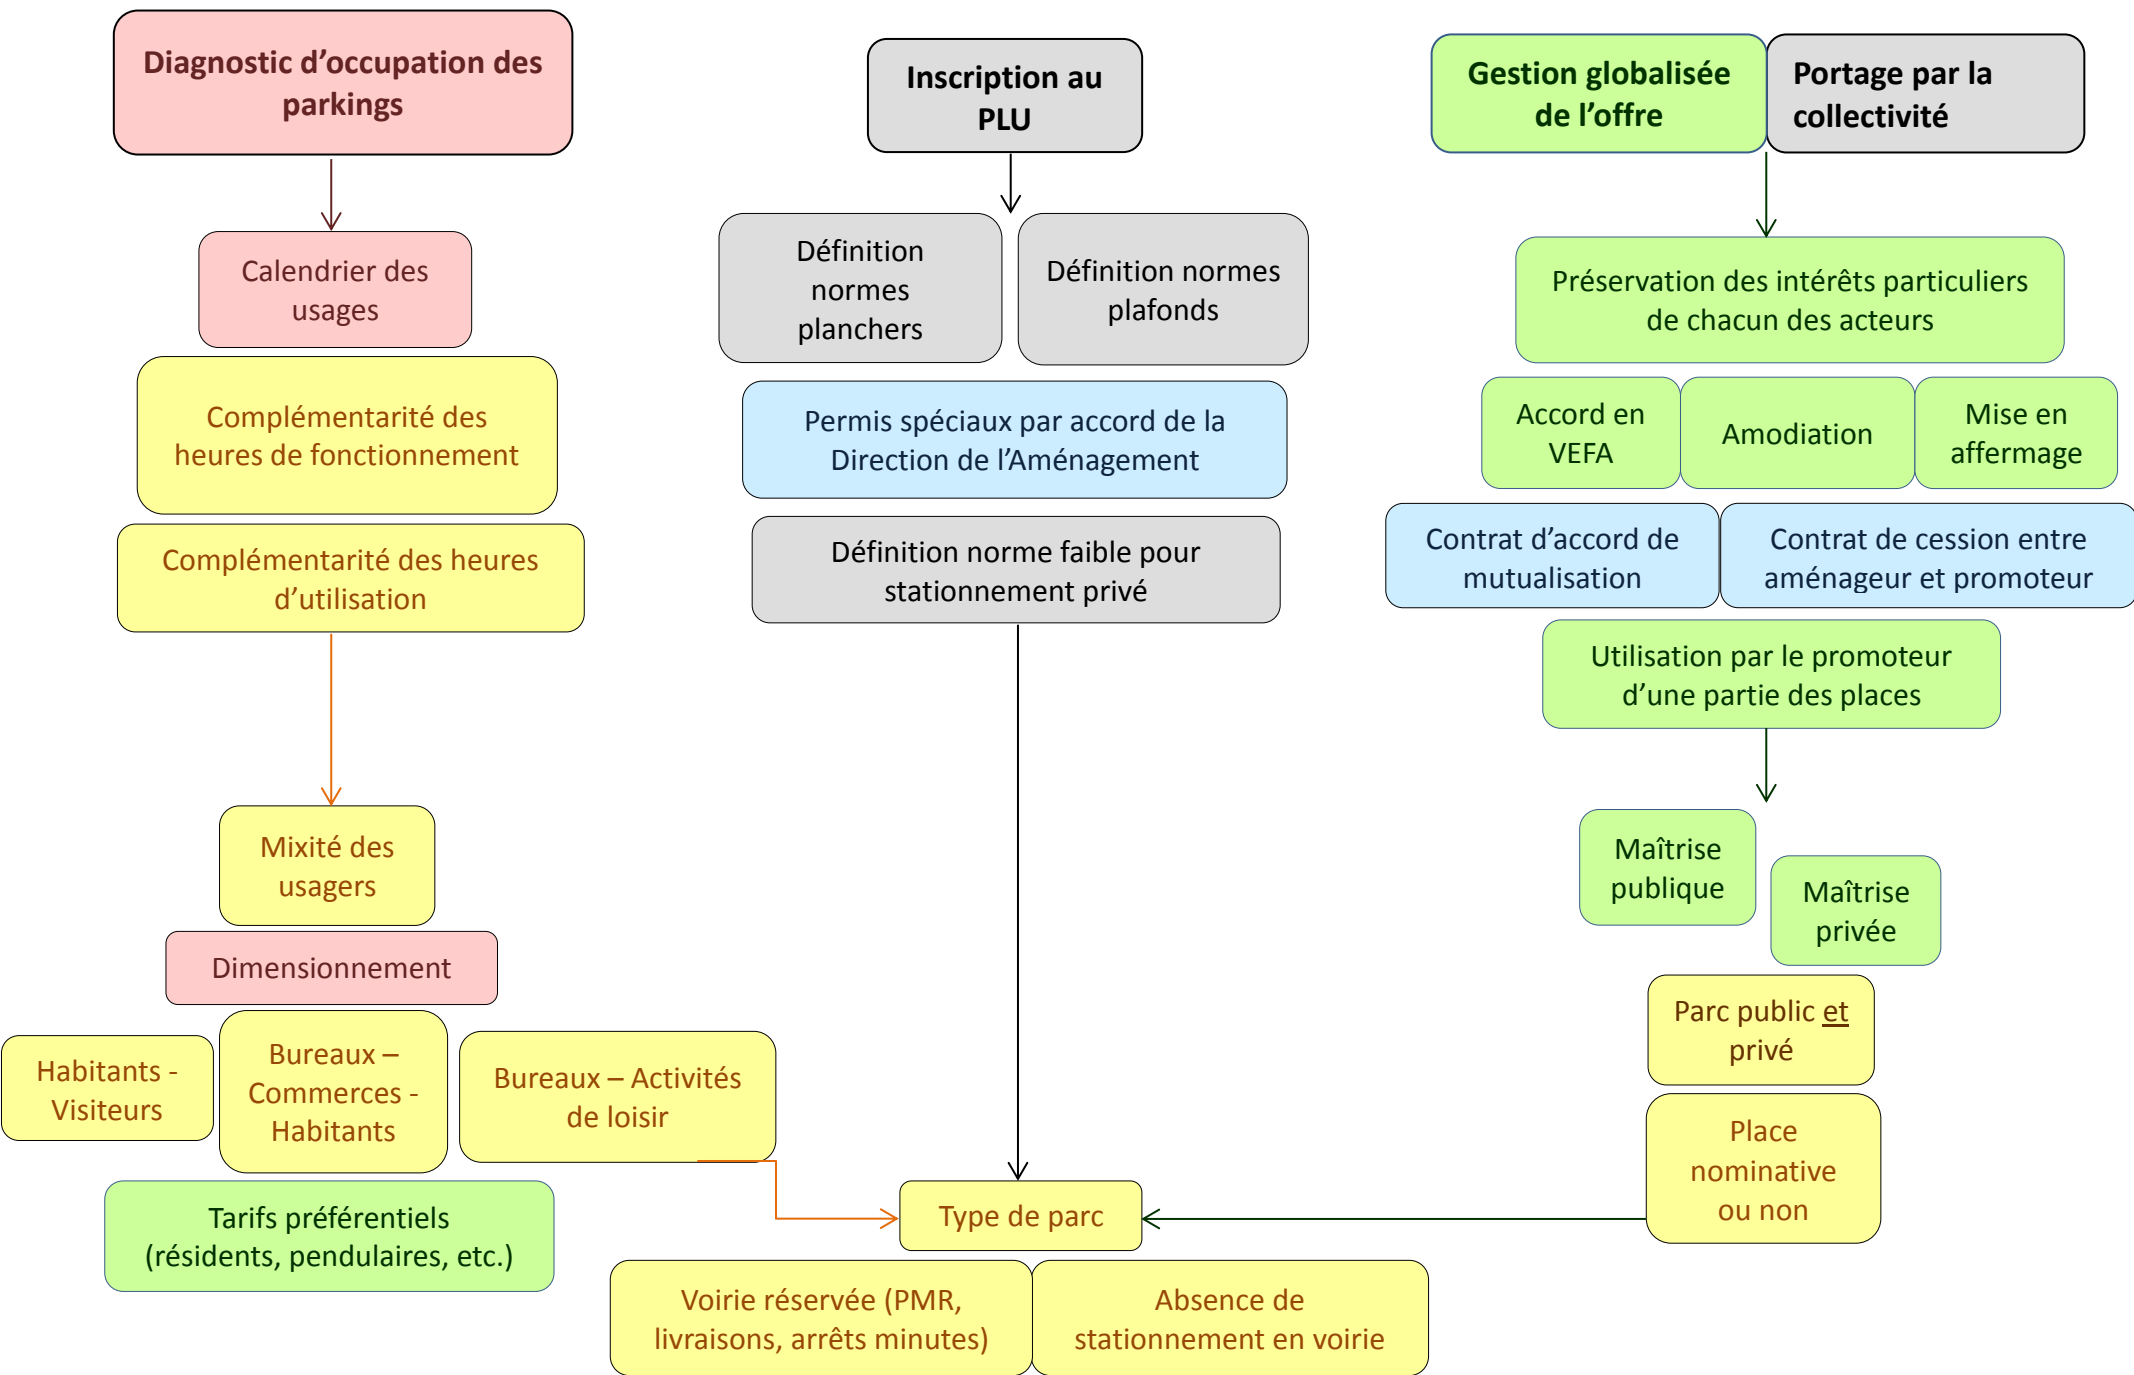 Diagnostic d’occupation des
parkings
Calendrier des
usages
Complémentarité des
heures de fonctionnement
Complémentarité des heures
d’utilisation
Mixité des
usagers
Dimensionnement
Habitants -
Visiteurs
Bureaux –
Commerces -
Habitants
Bureaux – Activités
de loisir
Tarifs préférentiels
(résidents, pendulaires, etc.)
Inscription au
PLU
Définition
normes
planchers
Définition normes
plafonds
Permis spéciaux par accord de la
Direction de l’Aménagement
Définition norme faible pour
stationnement privé
Type de parc
Voirie réservée (PMR,
livraisons, arrêts minutes)
Absence de
stationnement en voirie
Gestion globalisée
de l’offre
Portage par la
collectivité
Préservation des intérêts particuliers
de chacun des acteurs
Accord en
VEFA
Amodiation
Mise en
affermage
Contrat d’accord de
mutualisation
Contrat de cession entre
aménageur et promoteur
Utilisation par le promoteur
d’une partie des places
Maîtrise
publique
Maîtrise
privée
Parc public et
privé
Place
nominative
ou non